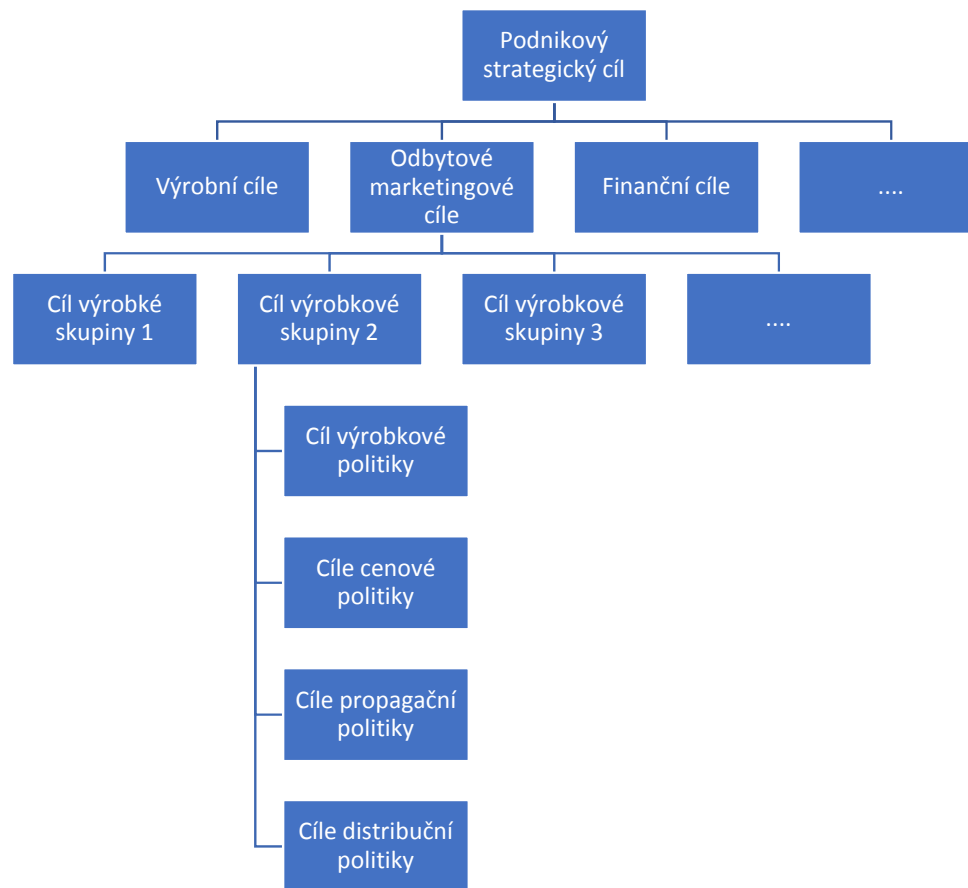 Podnikový
strategický cíl
Výrobní cíle
Odbytové
marketingové
cíle
Finanční cíle
....
Cíl výrobké
skupiny 1
Cíl výrobkové
skupiny 2
Cíl výrobkové
skupiny 3
....
Cíl výrobkové
politiky
Cíle cenové
politiky
Cíle propagační
politiky
Cíle distribuční
politiky